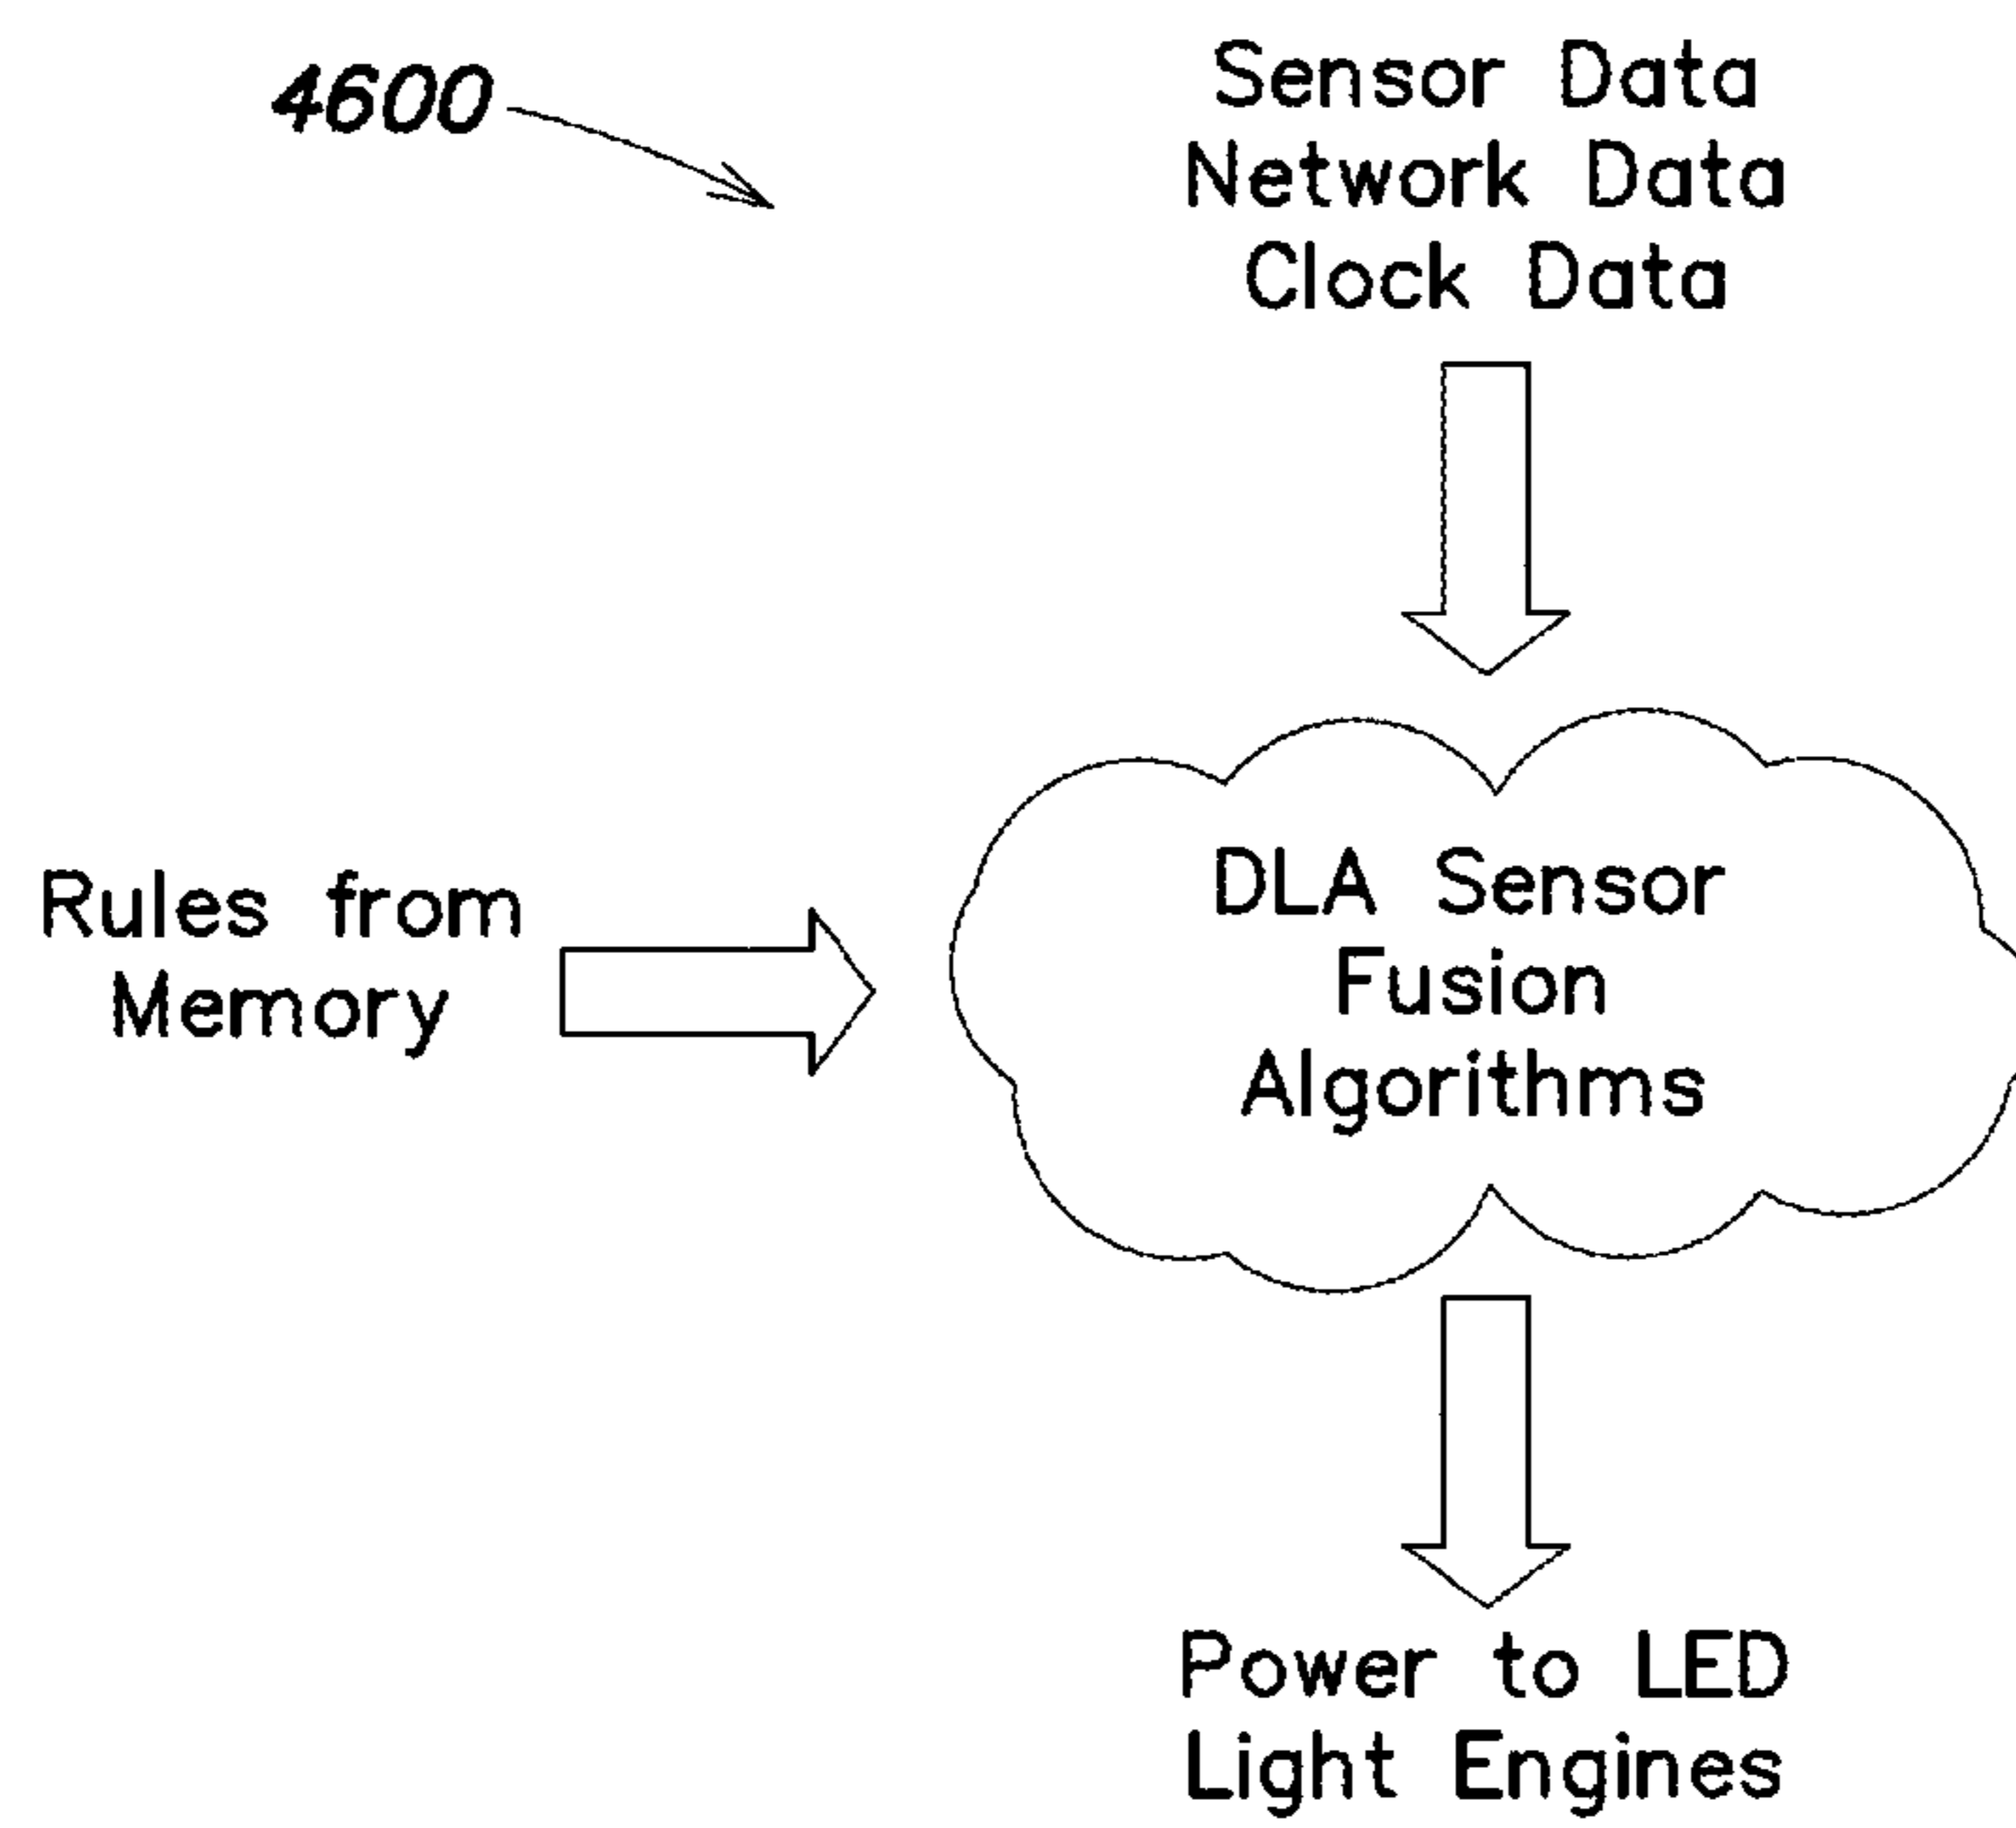 4600
Sensor Data
Network Data
Clock Data
Rules from
Memory
DLA Sensor
Fusion
Algorithms
Power to LED
Light Engines